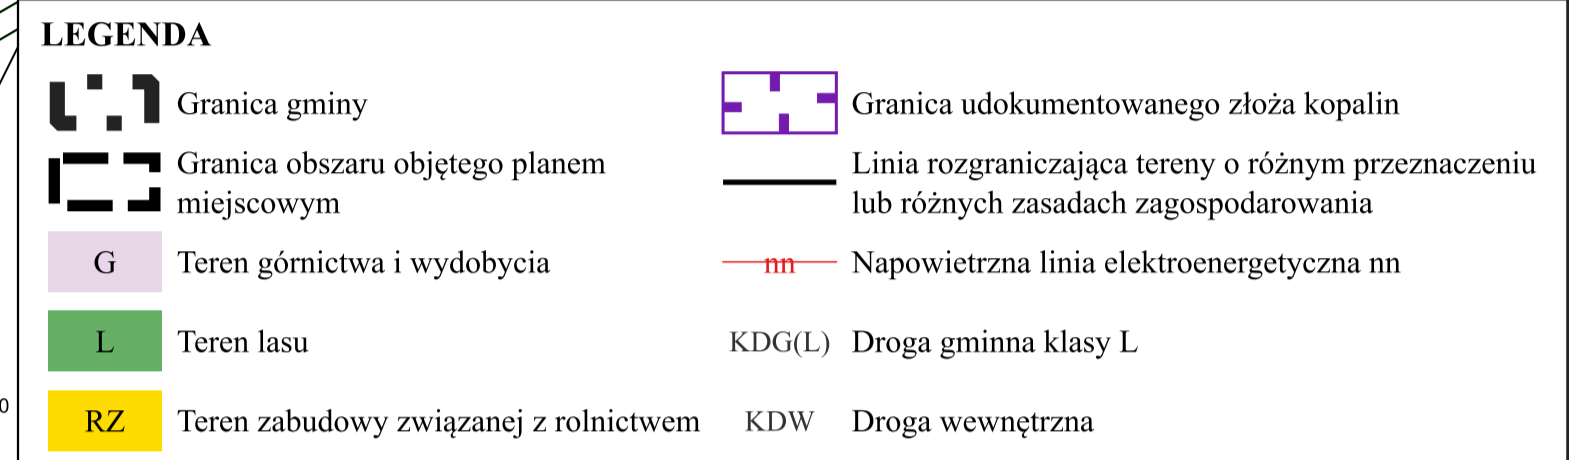 LEGENDA
Granica gminy
Granica obszaru objętego planem
miejscowym
G Teren górnictwa i wydobycia
L Teren lasu
RZ Teren zabudowy związanej z rolnictwem
Granica udokumentowanego złoża kopalin
Linia rozgraniczająca tereny o różnym przeznaczeniu
lub różnych zasadach zagospodarowania
nn Napowietrzna linia elektroenergetyczna nn
KDG(L) Droga gminna klasy L
KDW Droga wewnętrzna
0